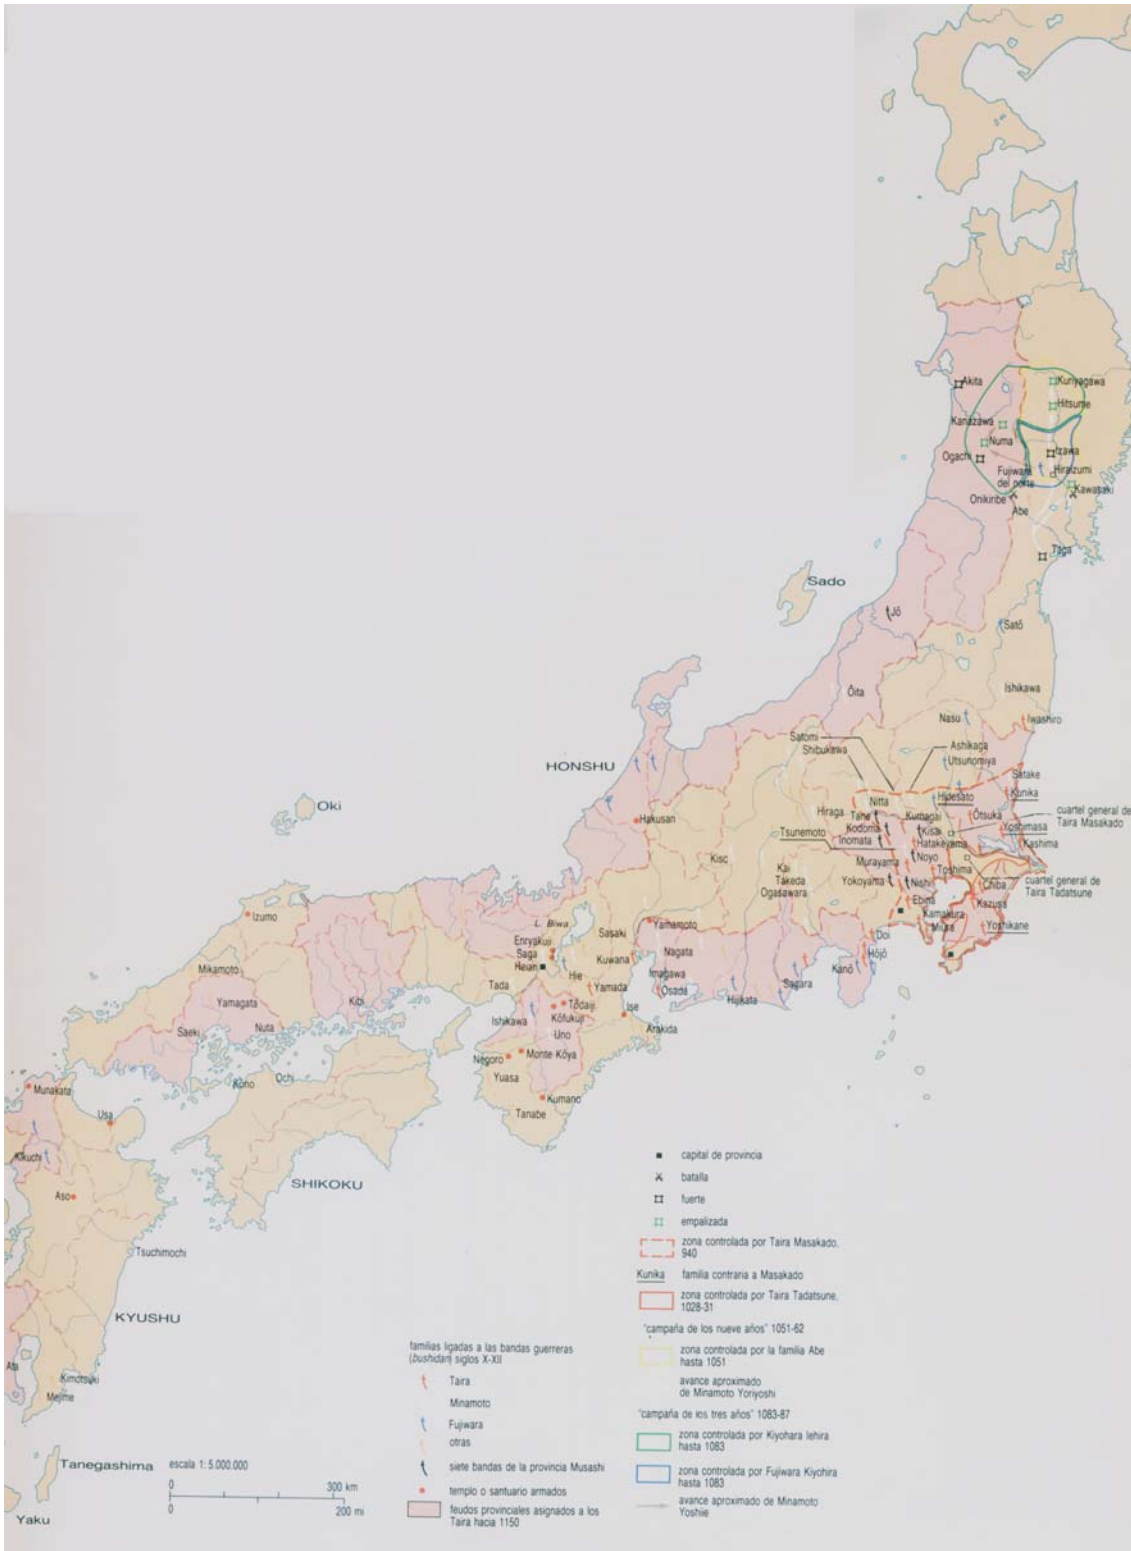 Akita
Kuriyagawa
Hitsume
Kanazawa
Numa
Izawa
Ogachi
Fujiwara
del norte
Hiraizumi
Onikiribe
Kawasaki
Abe
Taga
Sado
Jō
Satō
Ishikawa
Ōita
Nasu
Iwashiro
Satomi
Shibukawa
Ashikaga
Utsunomiya
HONSHU
Satake
Kunika
Oki
Nitta
Hidesato
cuartel general de
Taira Masakado
Hiraga
Tane
Kumagai
Ōtsuka
Hakusan
Kodoma
Kisai
Yoshimasa
Tsunemoto
Inomata
Hatakeyama
Kashima
Kisc
Noyo
Murayama
Toshima
Kai
Takeda
Ogasawara
Yokoyama
Nishi
Chiba
cuartel general de
Taira Tadatsune
Ebina
Kazusa
Izumo
L. Biwa
Yamamoto
Kamakura
Miura
Yoshikane
Enryakuji
Sasaki
Saga
Heian
Kuwana
Nagata
Doi
Hōjō
Mikamoto
Hie
Imagawa
Kanō
Tada
Yamada
Osada
Sagara
Yamagata
Kibi
Tōdaiji
Hijikata
Ishikawa
Kōfukuji
Ise
Saeki
Nuta
Uno
Arakida
Negoro
Monte Kōya
Munakata
Kono
Ochi
Yuasa
Kumano
Usa
Tanabe
Kikuchi
SHIKOKU
Aso
Tsuchimochi
KYUSHU
Ata
Kimotsuki
Mejime
Tanegashima
Yaku
escala 1: 5.000.000
0 300 km
0 200 mi
familias ligadas a las bandas guerreras
(bushidan) siglos X-XII
Taira
Minamoto
Fujiwara
otras
siete bandas de la provincia Musashi
templo o santuario armados
feudos provinciales asignados a los
Taira hacia 1150
capital de provincia
batalla
fuerte
empalizada
zona controlada por Taira Masakado,
940
Kunika familia contraria a Masakado
zona controlada por Taira Tadatsune,
1028-31
"campaña de los nueve años" 1051-62
zona controlada por la familia Abe
hasta 1051
avance aproximado
de Minamoto Yoriyoshi
"campaña de los tres años" 1083-87
zona controlada por Kiyohara Iehira
hasta 1083
zona controlada por Fujiwara Kiyohira
hasta 1083
avance aproximado de Minamoto
Yoshiie